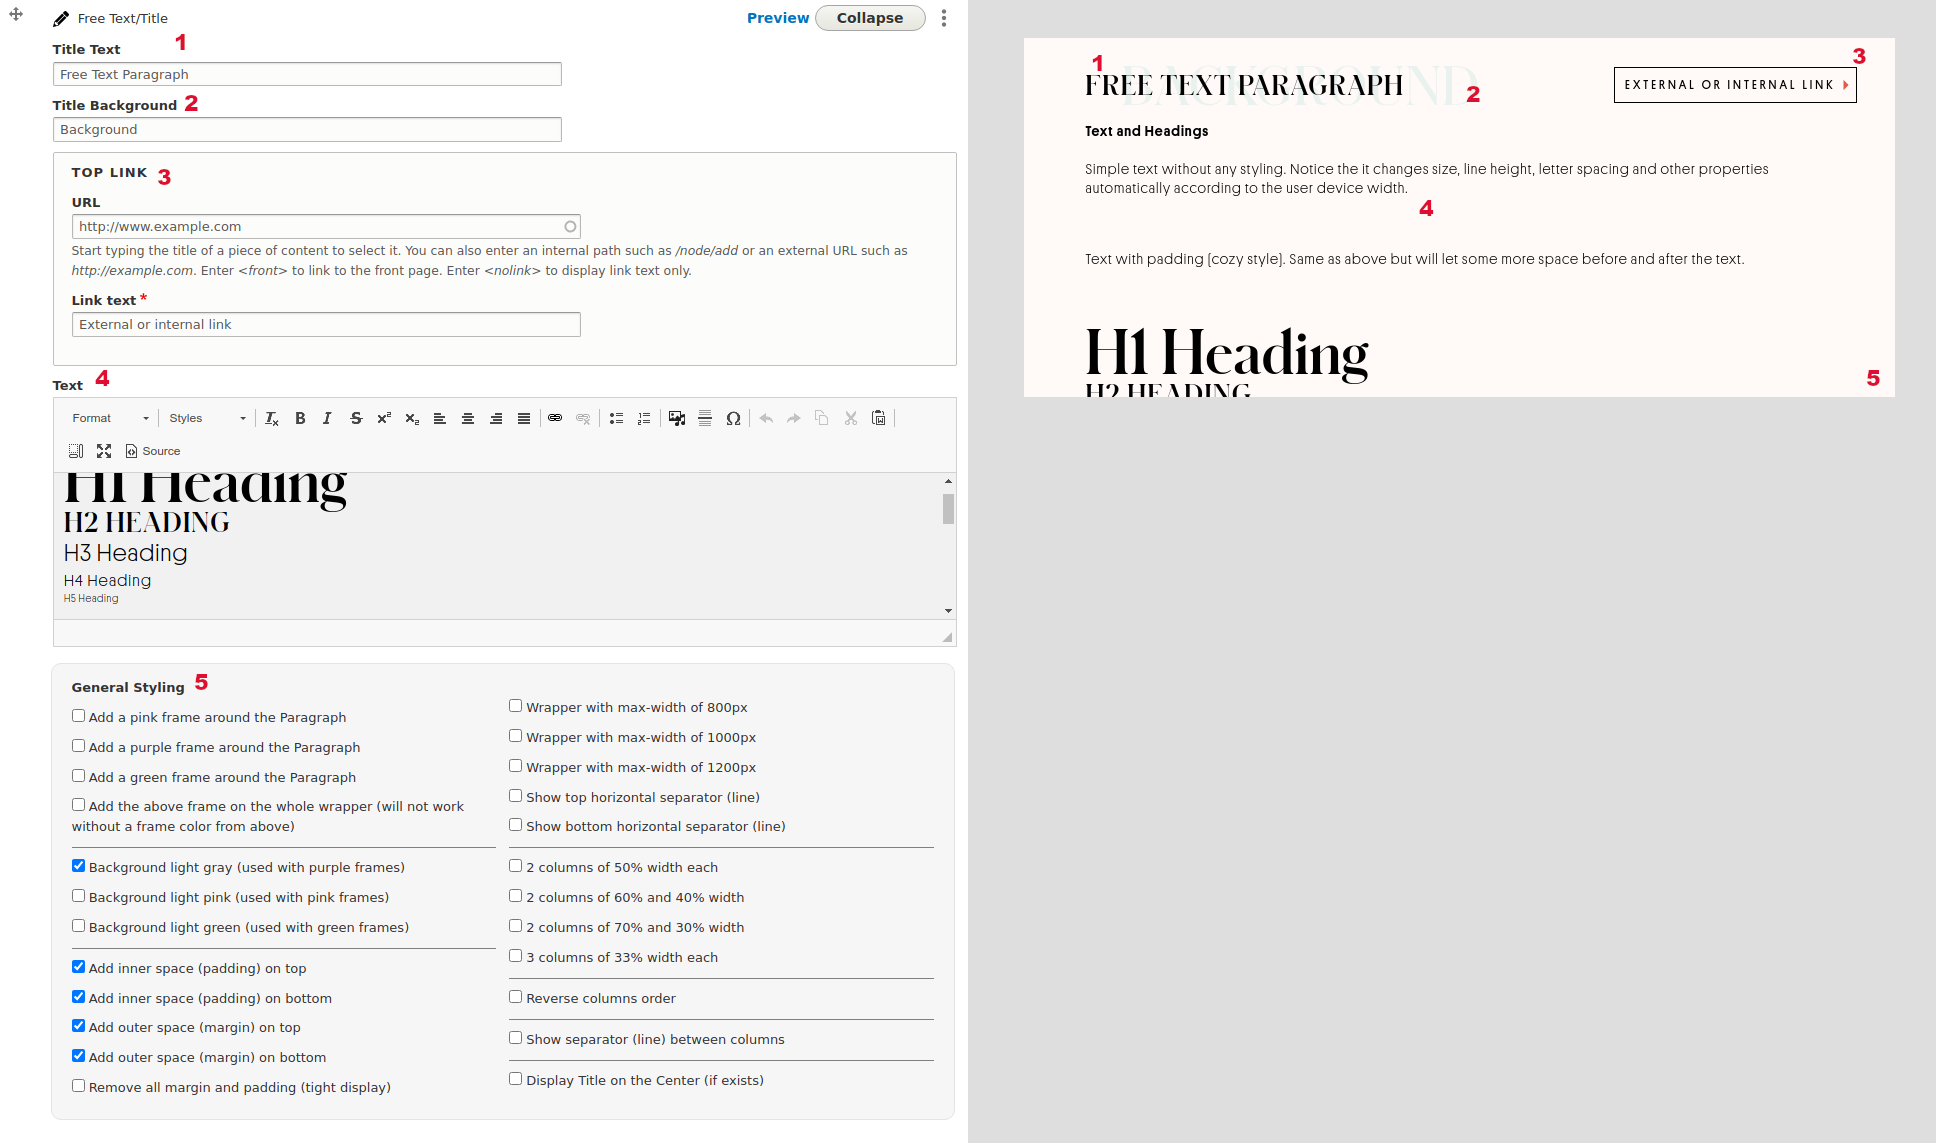 Free Text/Title
Preview
Collapse
Title Text 1
Free Text Paragraph
Title Background 2
Background
TOP LINK 3
URL
http://www.example.com
Start typing the title of a piece of content to select it. You can also enter an internal path such as /node/add or an external URL such as
http://example.com. Enter <front> to link to the front page. Enter <nolink> to display link text only.
Link text *
External or internal link
Text 4
Format
Styles
Source
H1 Heading
H2 HEADING
H3 Heading
H4 Heading
H5 Heading
General Styling 5
Add a pink frame around the Paragraph
Add a purple frame around the Paragraph
Add a green frame around the Paragraph
Add the above frame on the whole wrapper (will not work
without a frame color from above)
Background light gray (used with purple frames)
Background light pink (used with pink frames)
Background light green (used with green frames)
Add inner space (padding) on top
Add inner space (padding) on bottom
Add outer space (margin) on top
Add outer space (margin) on bottom
Remove all margin and padding (tight display)
Wrapper with max-width of 800px
Wrapper with max-width of 1000px
Wrapper with max-width of 1200px
Show top horizontal separator (line)
Show bottom horizontal separator (line)
2 columns of 50% width each
2 columns of 60% and 40% width
2 columns of 70% and 30% width
3 columns of 33% width each
Reverse columns order
Show separator (line) between columns
Display Title on the Center (if exists)
1
BACKGROUND
FREE TEXT PARAGRAPH
2
3
EXTERNAL OR INTERNAL LINK
Text and Headings
Simple text without any styling. Notice the it changes size, line height, letter spacing and other properties
automatically according to the user device width.
4
Text with padding (cozy style). Same as above but will let some more space before and after the text.
H1 Heading
H2 HEADING
5